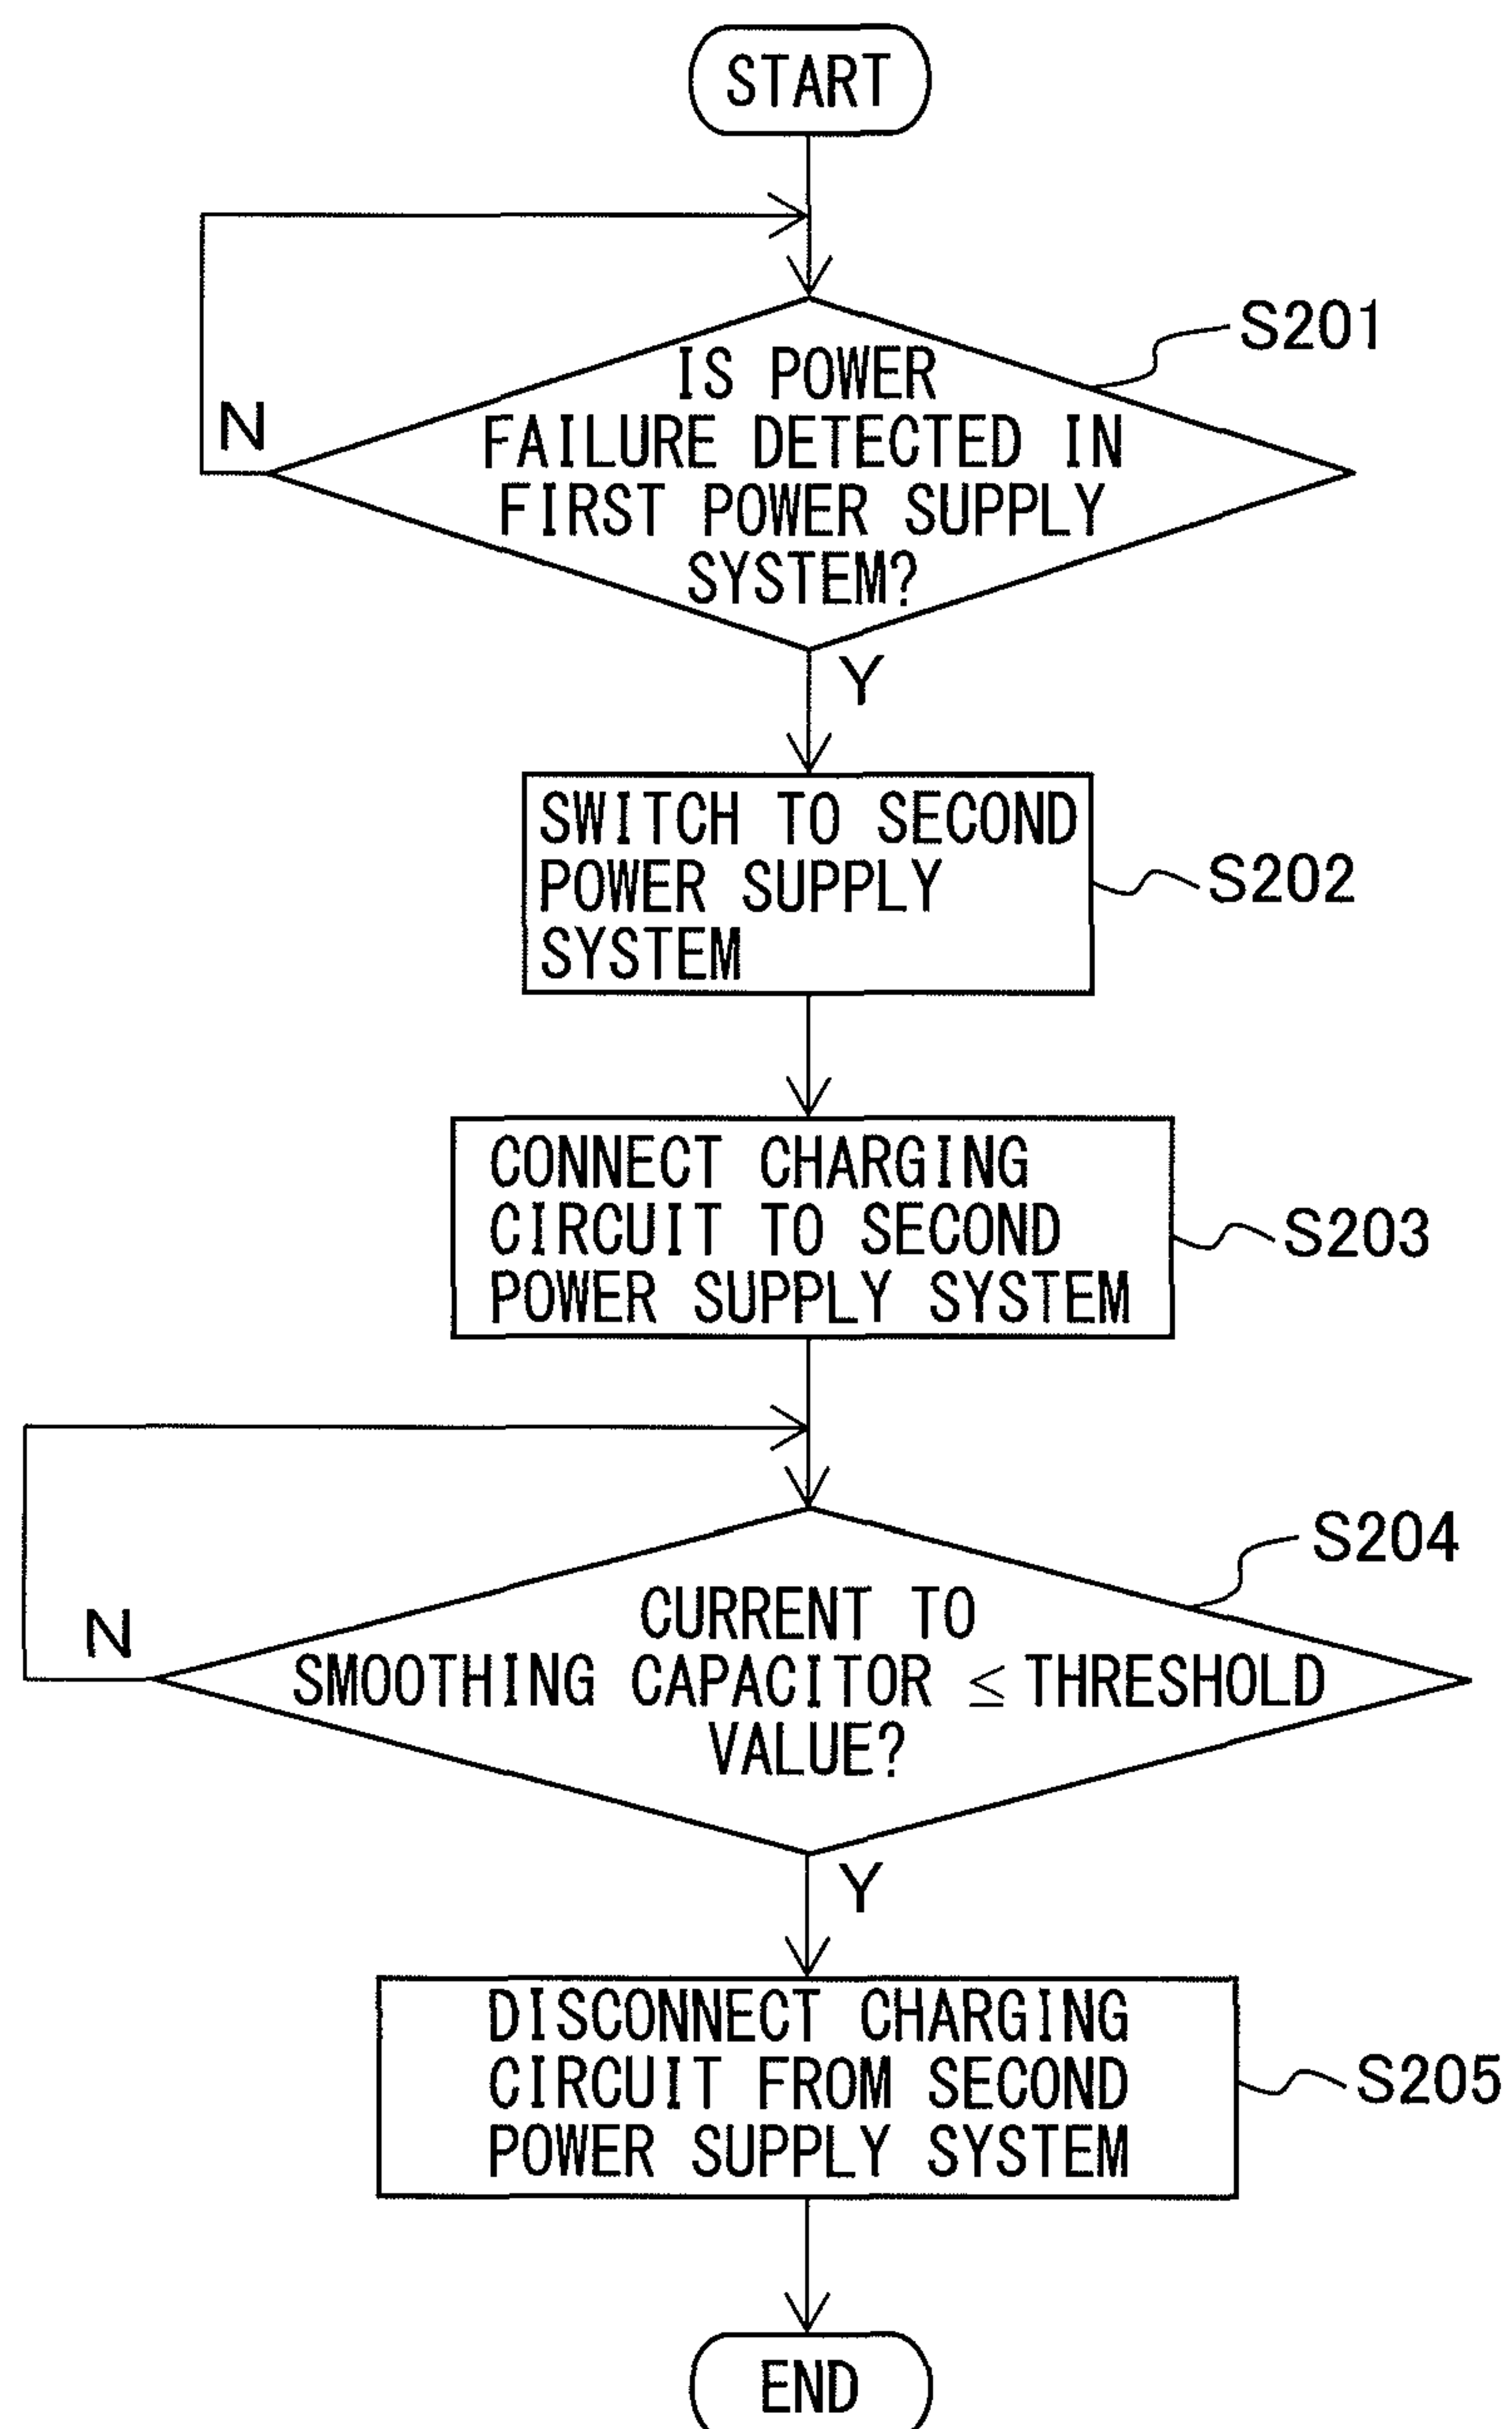 START
S201
IS POWER
FAILURE DETECTED IN
FIRST POWER SUPPLY
SYSTEM?
N
Y
SWITCH TO SECOND
POWER SUPPLY
SYSTEM
S202
CONNECT CHARGING
CIRCUIT TO SECOND
POWER SUPPLY SYSTEM
S203
S204
CURRENT TO
SMOOTHING CAPACITOR ≤ THRESHOLD
VALUE?
N
Y
DISCONNECT CHARGING
CIRCUIT FROM SECOND
POWER SUPPLY SYSTEM
S205
END